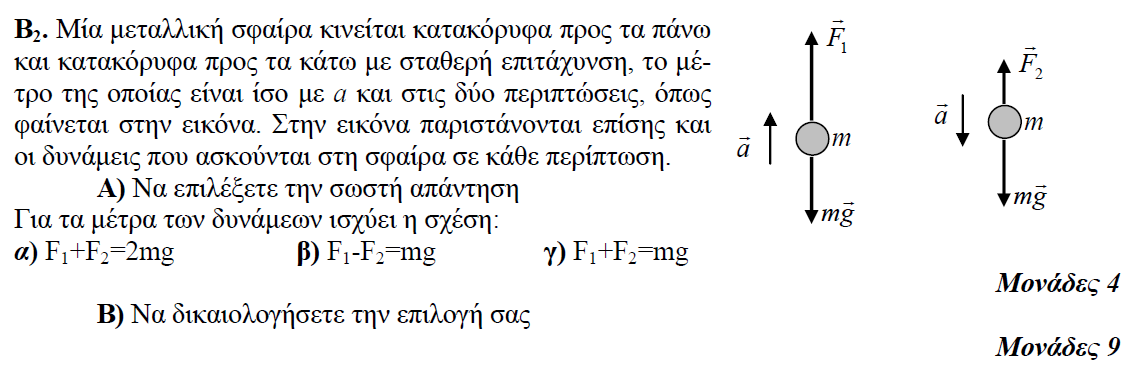 Β₂. Μία μεταλλική σφαίρα κινείται κατακόρυφα προς τα πάνω
και κατακόρυφα προς τα κάτω με σταθερή επιτάχυνση, το μέ-
τρο της οποίας είναι ίσο με a και στις δύο περιπτώσεις, όπως
φαίνεται στην εικόνα. Στην εικόνα παριστάνονται επίσης και
οι δυνάμεις που ασκούνται στη σφαίρα σε κάθε περίπτωση.
Α) Να επιλέξετε την σωστή απάντηση
Για τα μέτρα των δυνάμεων ισχύει η σχέση:
α) F₁+F₂=2mg β) F₁-F₂=mg γ) F₁+F₂=mg
Μονάδες 4
Β) Να δικαιολογήσετε την επιλογή σας
Μονάδες 9
F⃗₁
a⃗
m
mg⃗
F⃗₂
a⃗
m
mg⃗